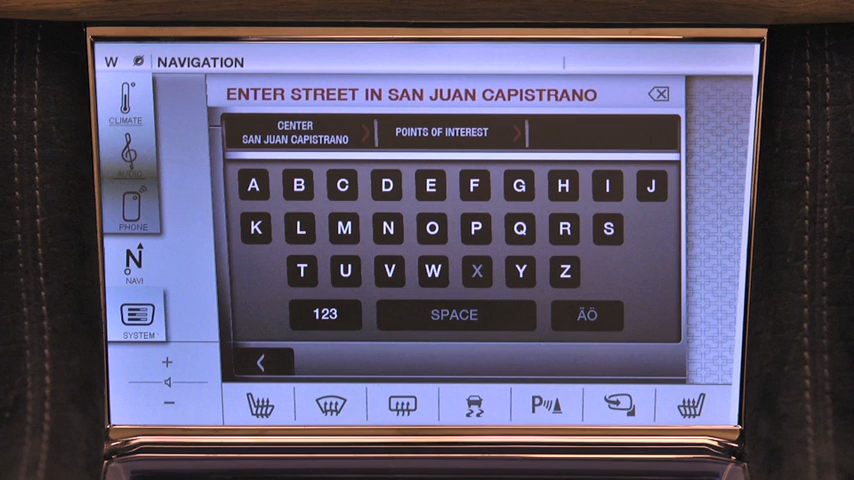 W NAVIGATION
ENTER STREET IN SAN JUAN CAPISTRANO
CENTER
SAN JUAN CAPISTRANO
POINTS OF INTEREST
CLIMATE
AUDIO
PHONE
N
NAVI
SYSTEM
A B C D E F G H I J
K L M N O P Q R S
T U V W X Y Z
123 SPACE ÄÖ
+
−
P